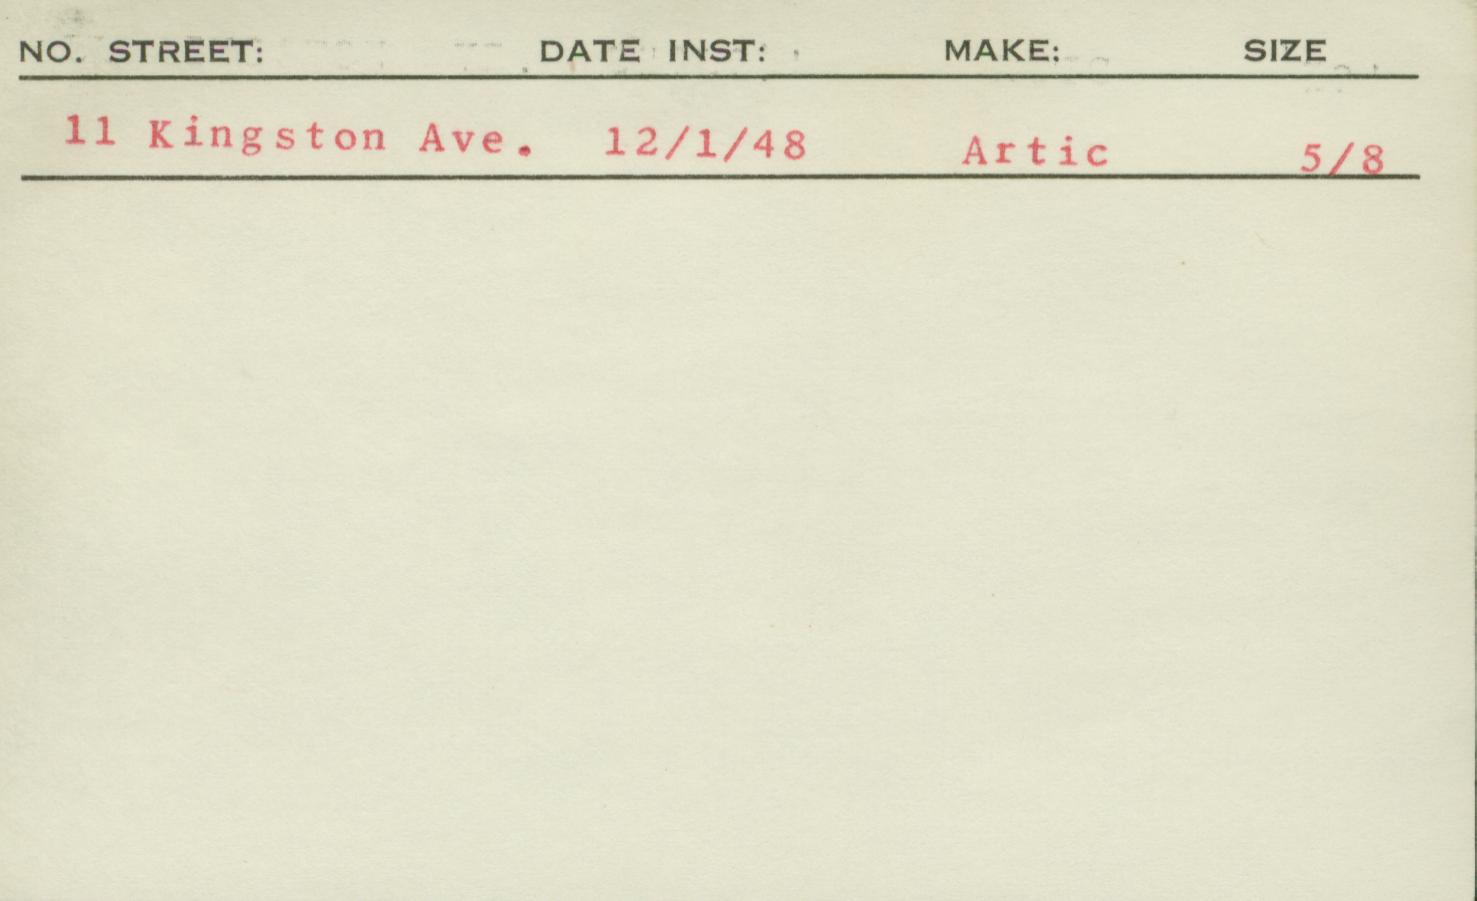 NO. STREET: DATE INST: MAKE: SIZE
11 Kingston Ave. 12/1/48 Artic 5/8